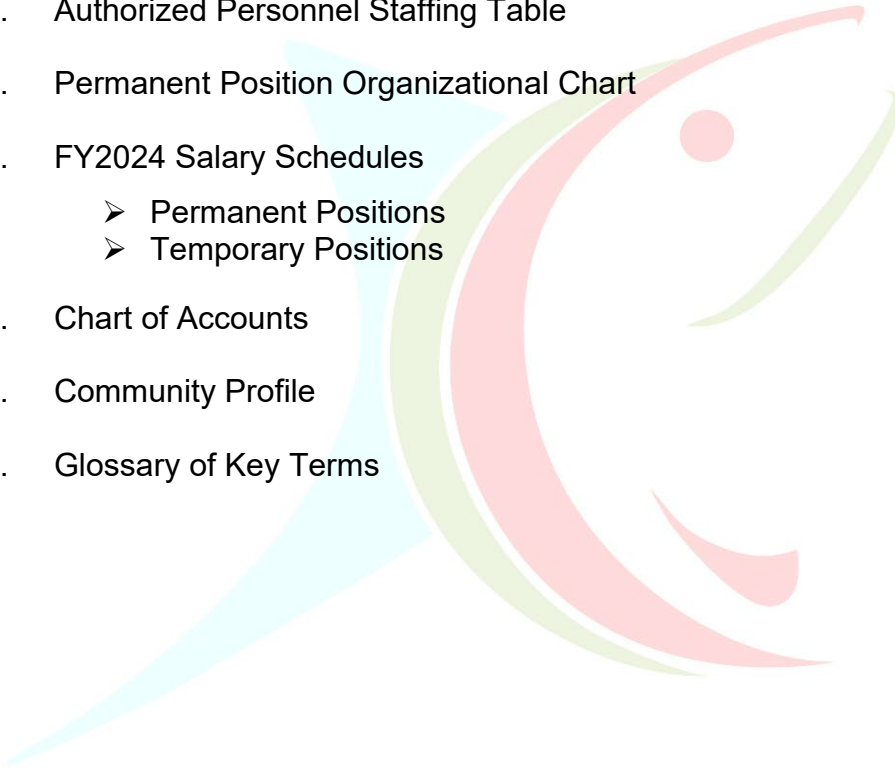 . Authorized Personnel Staffing Table
. Permanent Position Organizational Chart
. FY2024 Salary Schedules
➢ Permanent Positions
➢ Temporary Positions
. Chart of Accounts
. Community Profile
. Glossary of Key Terms